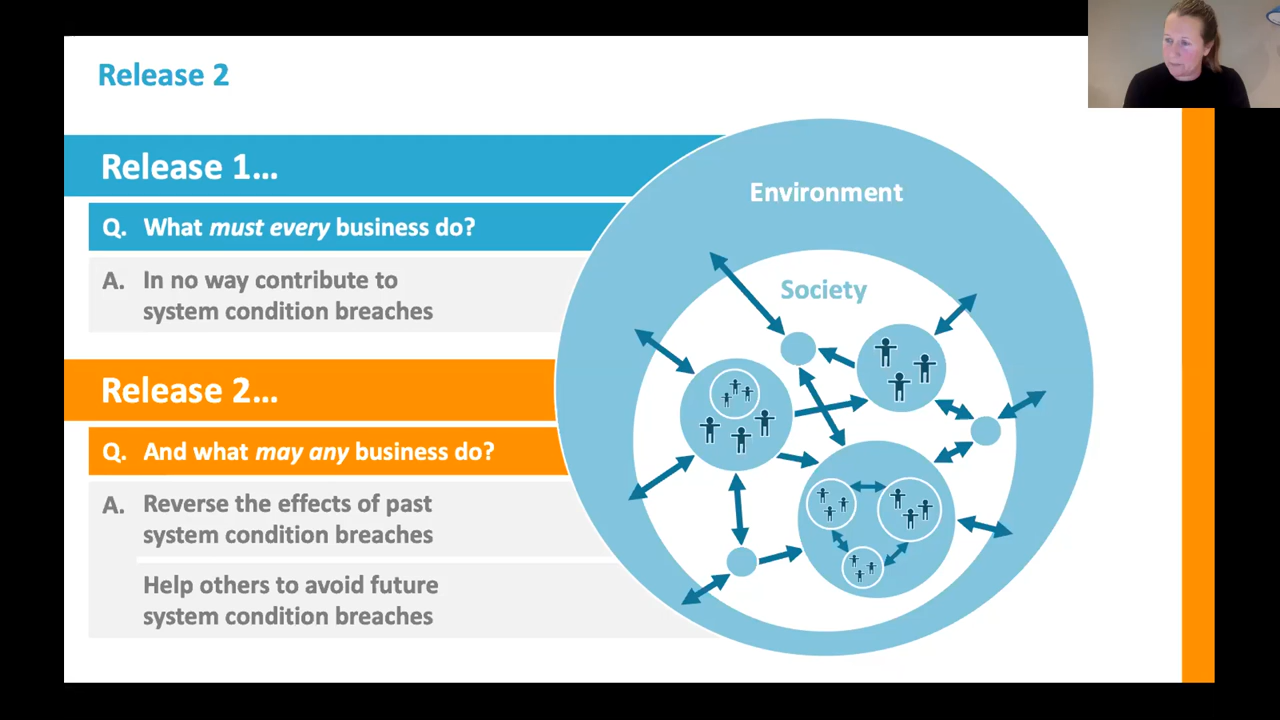 Release 2
Release 1...
Q. What must every business do?
A. In no way contribute to
system condition breaches
Release 2...
Q. And what may any business do?
A. Reverse the effects of past
system condition breaches
Help others to avoid future
system condition breaches
Environment
Society